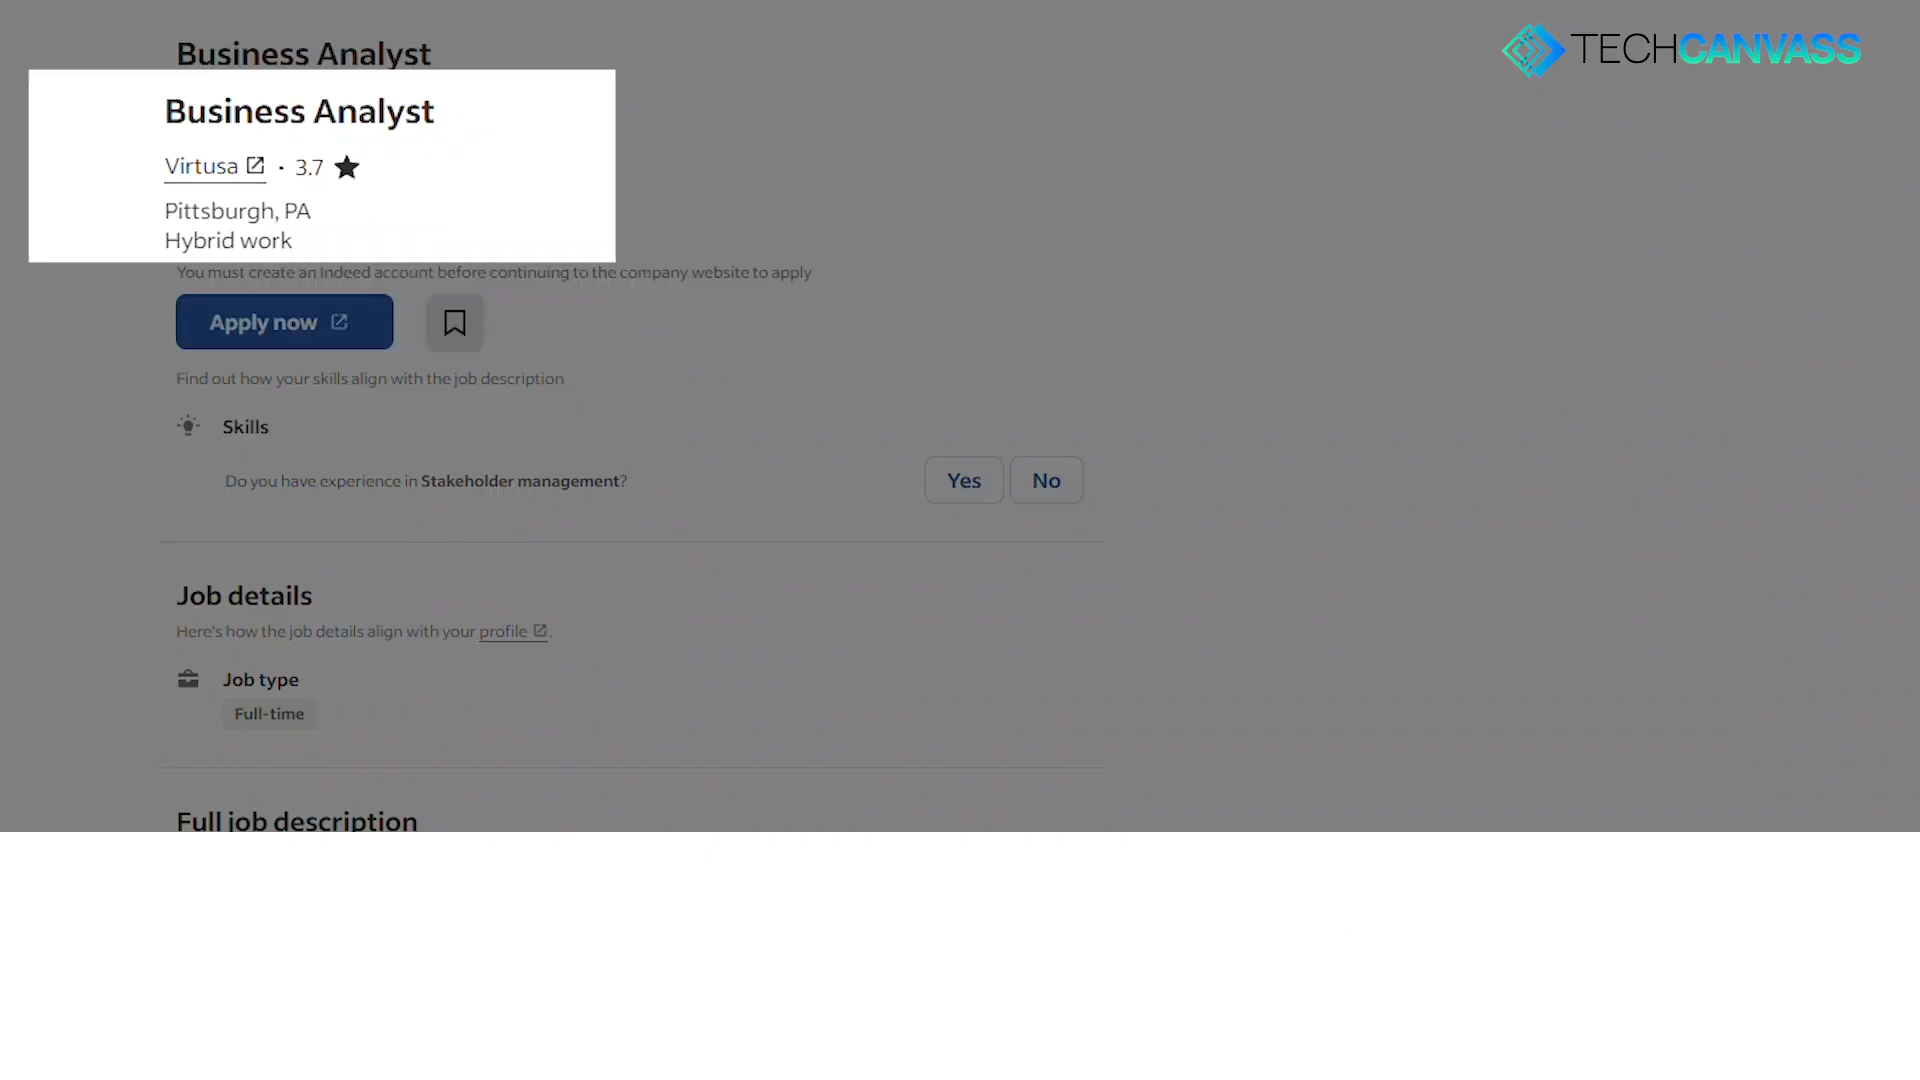 Business Analyst
TECHCANVASS
Business Analyst
Virtusa · 3.7
Pittsburgh, PA
Hybrid work
You must create an Indeed account before continuing to the company website to apply
Apply now
Find out how your skills align with the job description
Skills
Do you have experience in Stakeholder management?
Yes
No
Job details
Here's how the job details align with your profile.
Job type
Full-time
Full job description